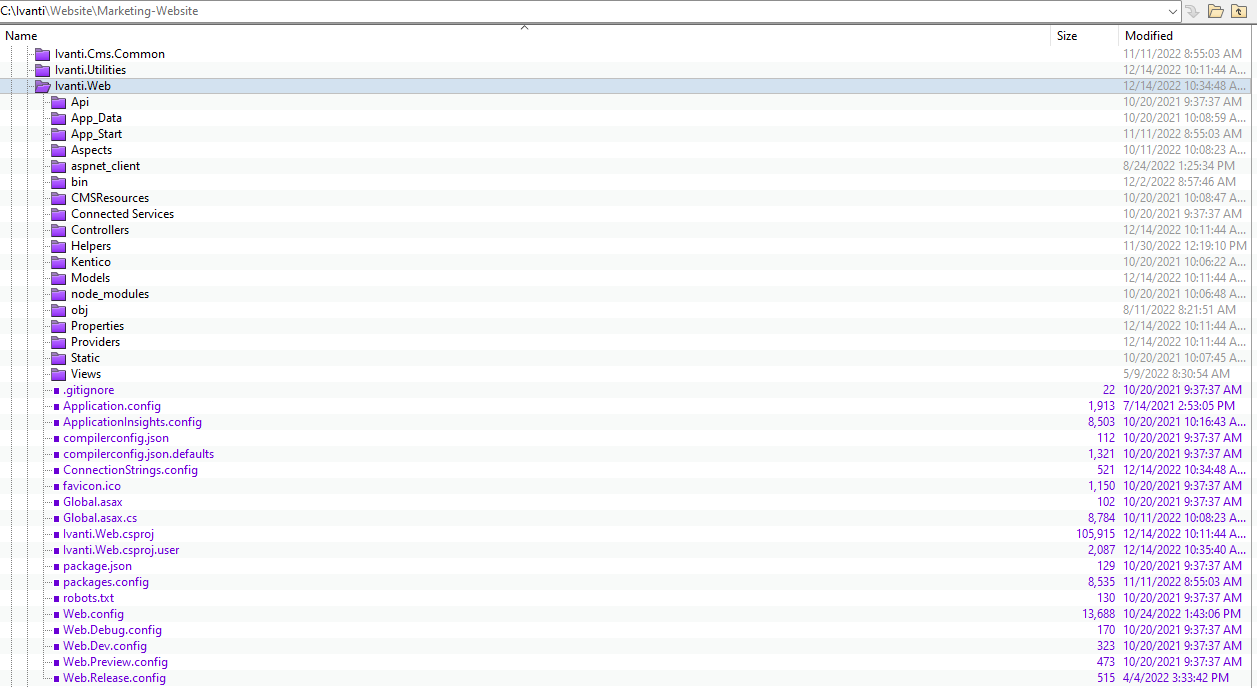 C:\Ivanti\Website\Marketing-Website
Name Size Modified
Ivanti.Cms.Common 11/11/2022 8:55:03 AM
Ivanti.Utilities 12/14/2022 10:11:44 A...
Ivanti.Web 12/14/2022 10:34:48 A...
Api 10/20/2021 9:37:37 AM
App_Data 10/20/2021 10:08:59 A...
App_Start 11/11/2022 8:55:03 AM
Aspects 10/11/2022 10:08:23 A...
aspnet_client 8/24/2022 1:25:34 PM
bin 12/2/2022 8:57:46 AM
CMSResources 10/20/2021 10:08:47 A...
Connected Services 10/20/2021 9:37:37 AM
Controllers 12/14/2022 10:11:44 A...
Helpers 11/30/2022 12:19:10 PM
Kentico 10/20/2021 10:06:22 A...
Models 12/14/2022 10:11:44 A...
node_modules 10/20/2021 10:06:48 A...
obj 8/11/2022 8:21:51 AM
Properties 12/14/2022 10:11:44 A...
Providers 12/14/2022 10:11:44 A...
Static 10/20/2021 10:07:45 A...
Views 5/9/2022 8:30:54 AM
.gitignore 22 10/20/2021 9:37:37 AM
Application.config 1,913 7/14/2021 2:53:05 PM
ApplicationInsights.config 8,503 10/20/2021 10:16:43 A...
compilerconfig.json 112 10/20/2021 9:37:37 AM
compilerconfig.json.defaults 1,321 10/20/2021 9:37:37 AM
ConnectionStrings.config 521 12/14/2022 10:34:48 A...
favicon.ico 1,150 10/20/2021 9:37:37 AM
Global.asax 102 10/20/2021 9:37:37 AM
Global.asax.cs 8,784 10/11/2022 10:08:23 A...
Ivanti.Web.csproj 105,915 12/14/2022 10:11:44 A...
Ivanti.Web.csproj.user 2,087 12/14/2022 10:35:40 A...
package.json 129 10/20/2021 9:37:37 AM
packages.config 8,535 11/11/2022 8:55:03 AM
robots.txt 130 10/20/2021 9:37:37 AM
Web.config 13,688 10/24/2022 1:43:06 PM
Web.Debug.config 170 10/20/2021 9:37:37 AM
Web.Dev.config 323 10/20/2021 9:37:37 AM
Web.Preview.config 473 10/20/2021 9:37:37 AM
Web.Release.config 515 4/4/2022 3:33:42 PM